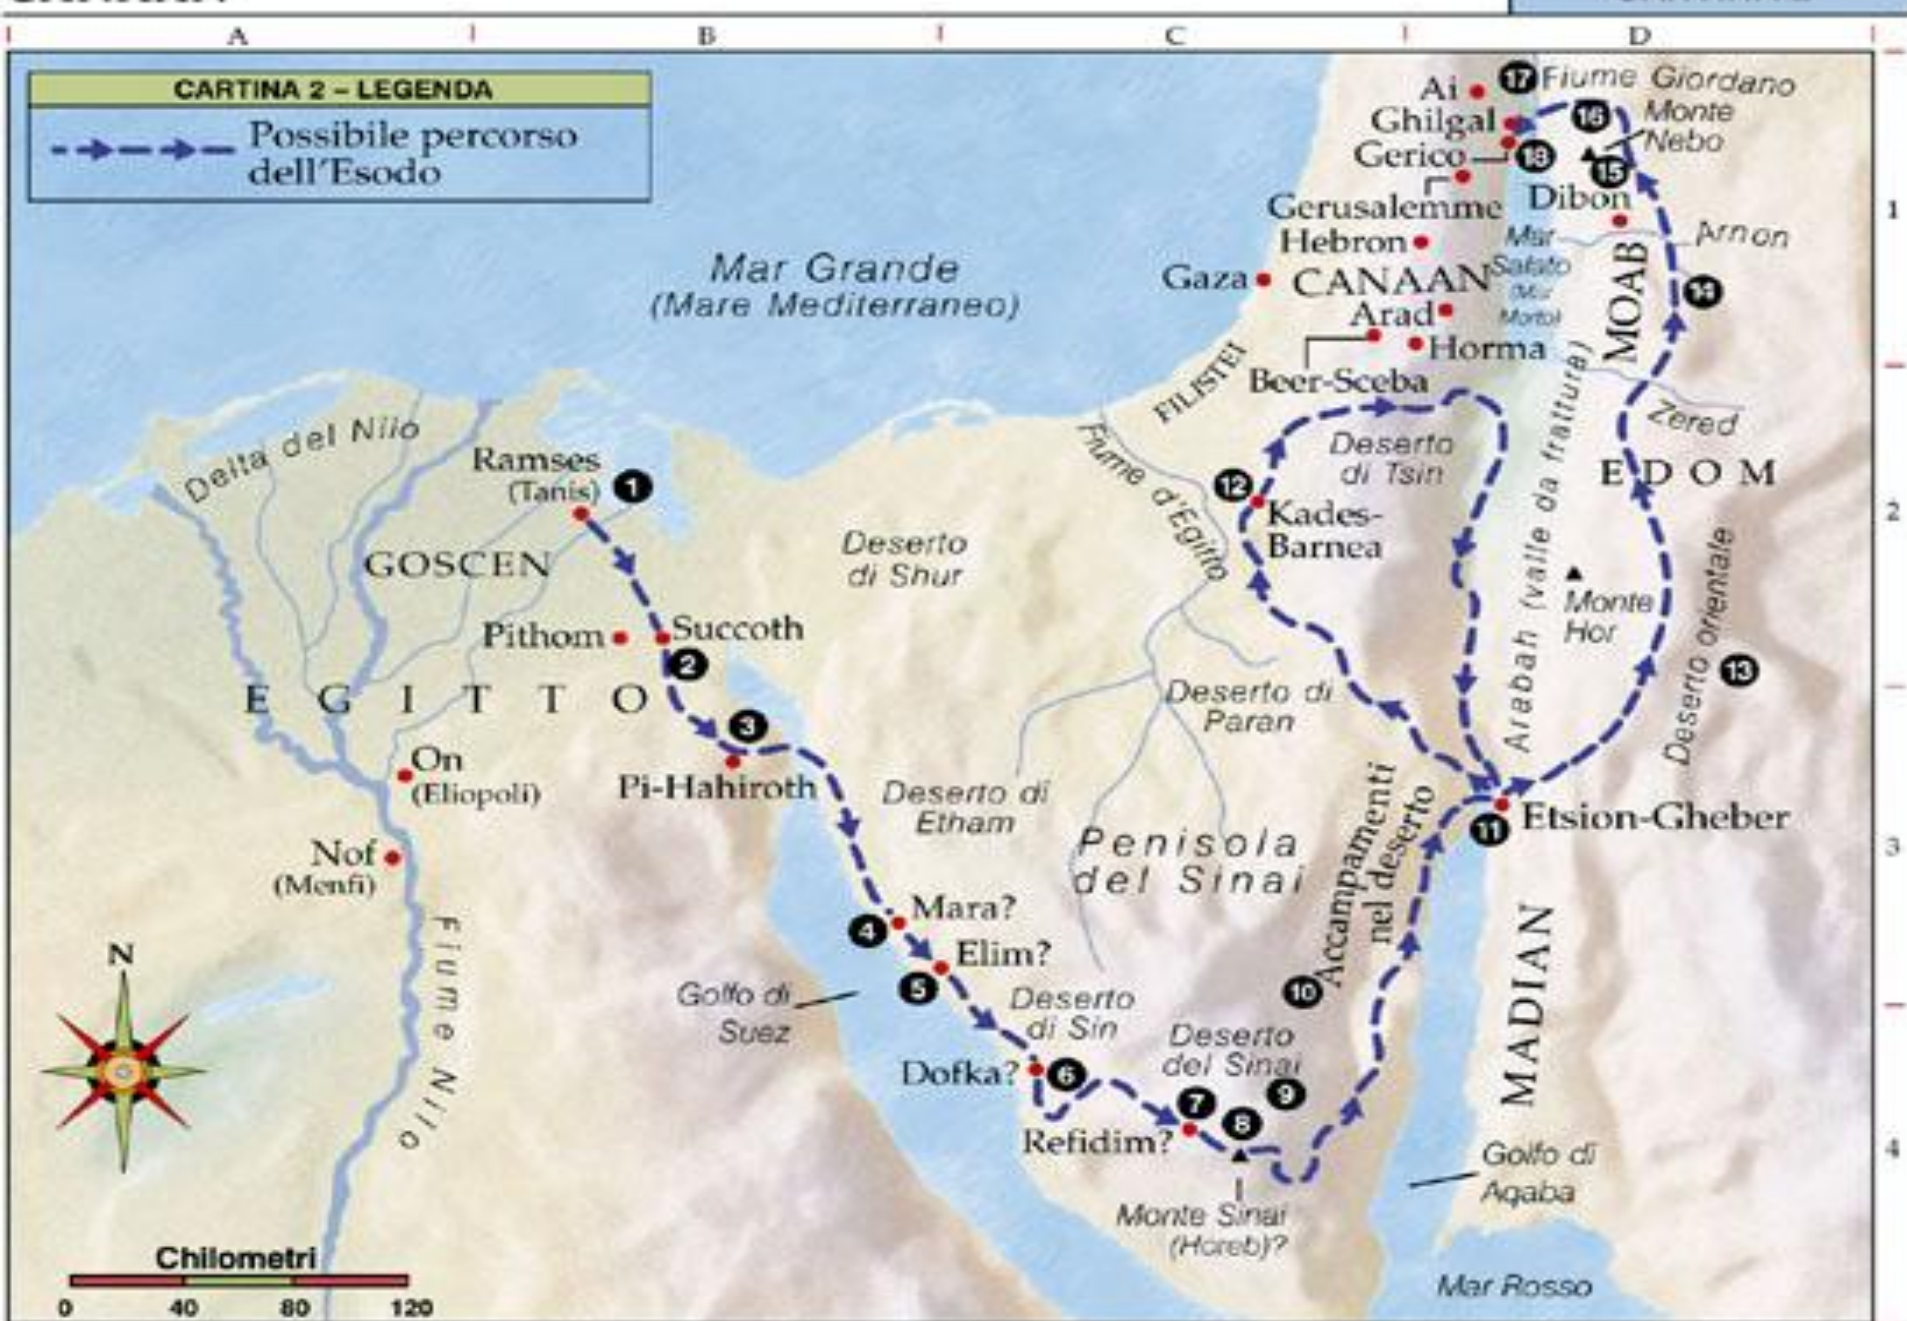 A
B
C
D
CARTINA 2 – LEGENDA
Possibile percorso
dell'Esodo
Ai
17
Fiume Giordano
Ghilgal
16
Monte
Nebo
Gerico
18
15
Gerusalemme
Dibon
1
Hebron
Mar
Salato
(Mar
Morto)
Arnon
Gaza
CANAAN
MOAB
14
Arad
Horma
Beer-Sceba
FILISTEI
Mar Grande
(Mare Mediterraneo)
Delta del Nilo
Ramses
(Tanis)
1
Fiume d'Egitto
Deserto
di Tsin
Zered
EDOM
12
Kades-
Barnea
2
GOSCEN
Deserto
di Shur
Arabah (valle da fratture)
Monte
Hor
Deserto orientale
13
Pithom
Succoth
2
EGITTO
3
Pi-Hahiroth
Deserto di
Paran
On
(Eliopoli)
Deserto di
Etham
Penisola
del Sinai
Accampamenti
nel deserto
11
Etsion-Gheber
3
Nof
(Menfi)
Fiume Nilo
Mara?
4
Elim?
5
N
Golfo di
Suez
Deserto
di Sin
10
MADIAN
Deserto
del Sinai
Dofka?
6
7
8
9
Refidim?
Golfo di
Aqaba
4
Monte Sinai
(Horeb)?
Chilometri
0
40
80
120
Mar Rosso